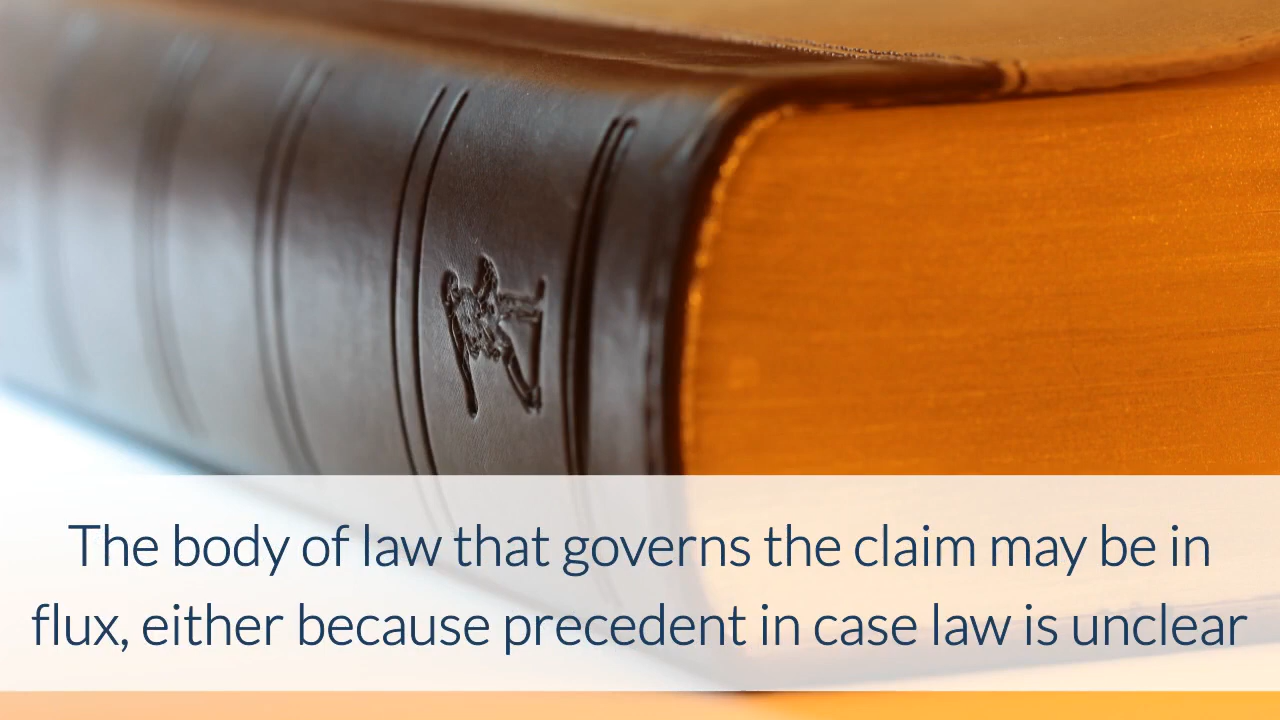 The body of law that governs the claim may be in
flux, either because precedent in case law is unclear